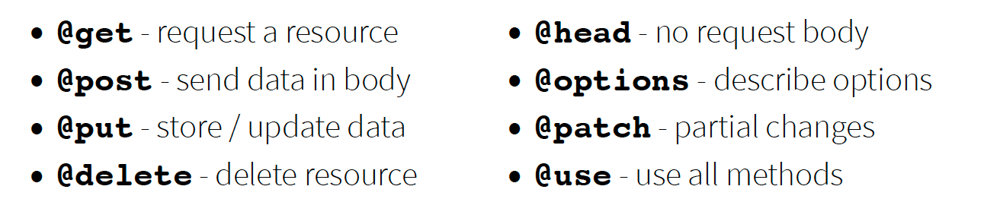 • @get - request a resource
• @post - send data in body
• @put - store / update data
• @delete - delete resource
• @head - no request body
• @options - describe options
• @patch - partial changes
• @use - use all methods